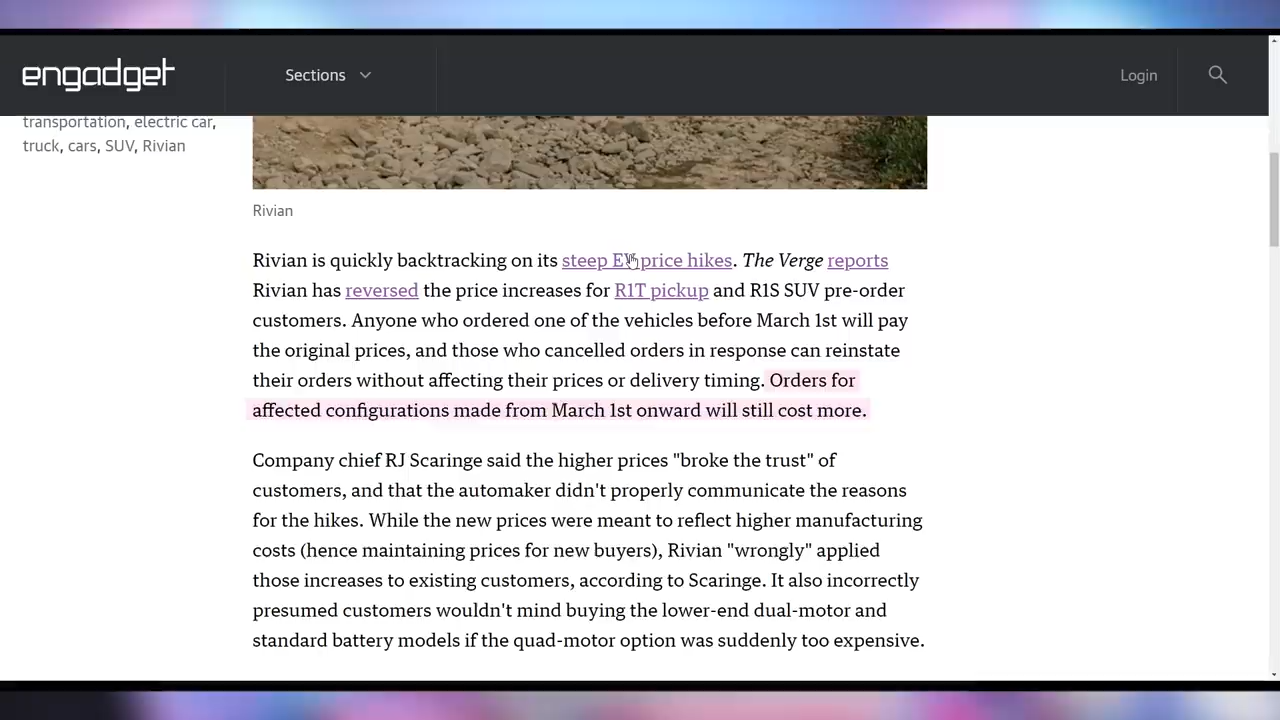 engadget
Sections
Login
transportation, electric car,
truck, cars, SUV, Rivian
Rivian
Rivian is quickly backtracking on its steep EV price hikes. The Verge reports
Rivian has reversed the price increases for R1T pickup and R1S SUV pre-order
customers. Anyone who ordered one of the vehicles before March 1st will pay
the original prices, and those who cancelled orders in response can reinstate
their orders without affecting their prices or delivery timing. Orders for
affected configurations made from March 1st onward will still cost more.
Company chief RJ Scaringe said the higher prices "broke the trust" of
customers, and that the automaker didn't properly communicate the reasons
for the hikes. While the new prices were meant to reflect higher manufacturing
costs (hence maintaining prices for new buyers), Rivian "wrongly" applied
those increases to existing customers, according to Scaringe. It also incorrectly
presumed customers wouldn't mind buying the lower-end dual-motor and
standard battery models if the quad-motor option was suddenly too expensive.